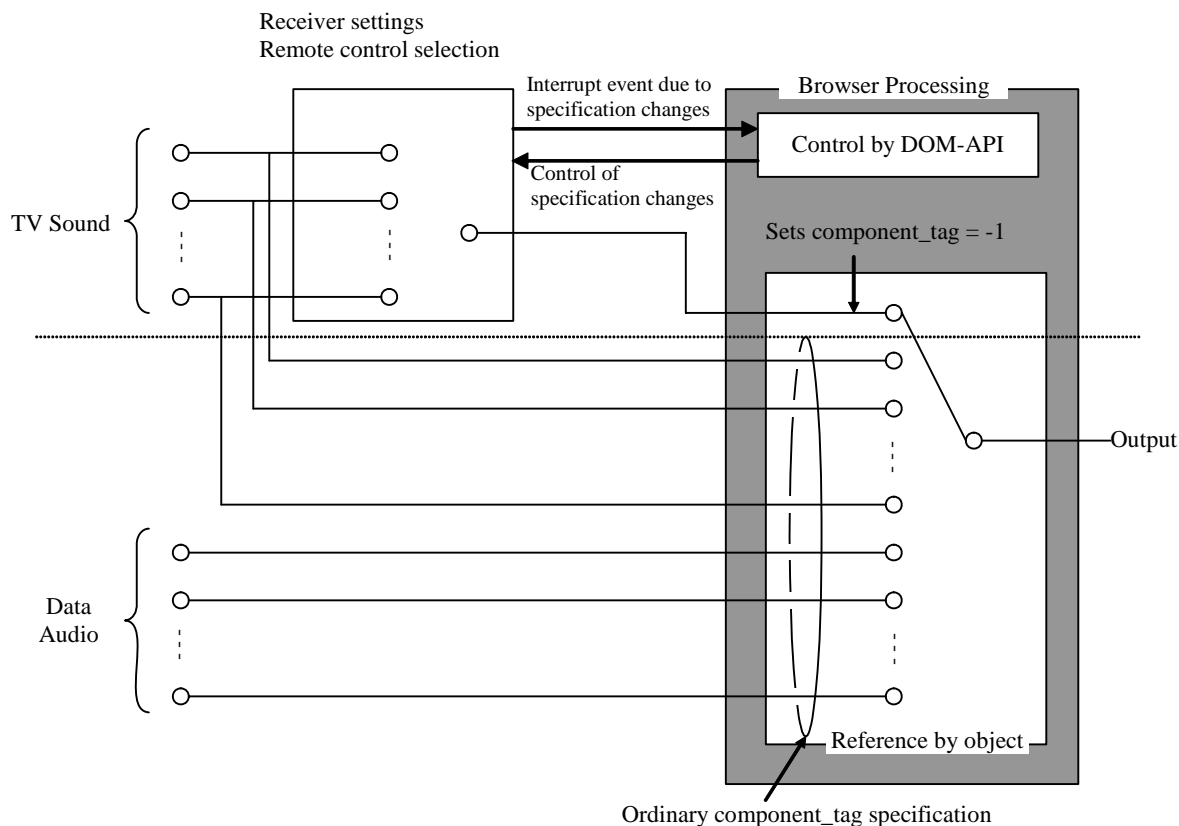 Receiver settings
Remote control selection
Interrupt event due to
specification changes
Browser Processing
Control by DOM-API
Control of
specification changes
TV Sound
Sets component_tag = -1
Output
Data
Audio
Reference by object
Ordinary component_tag specification